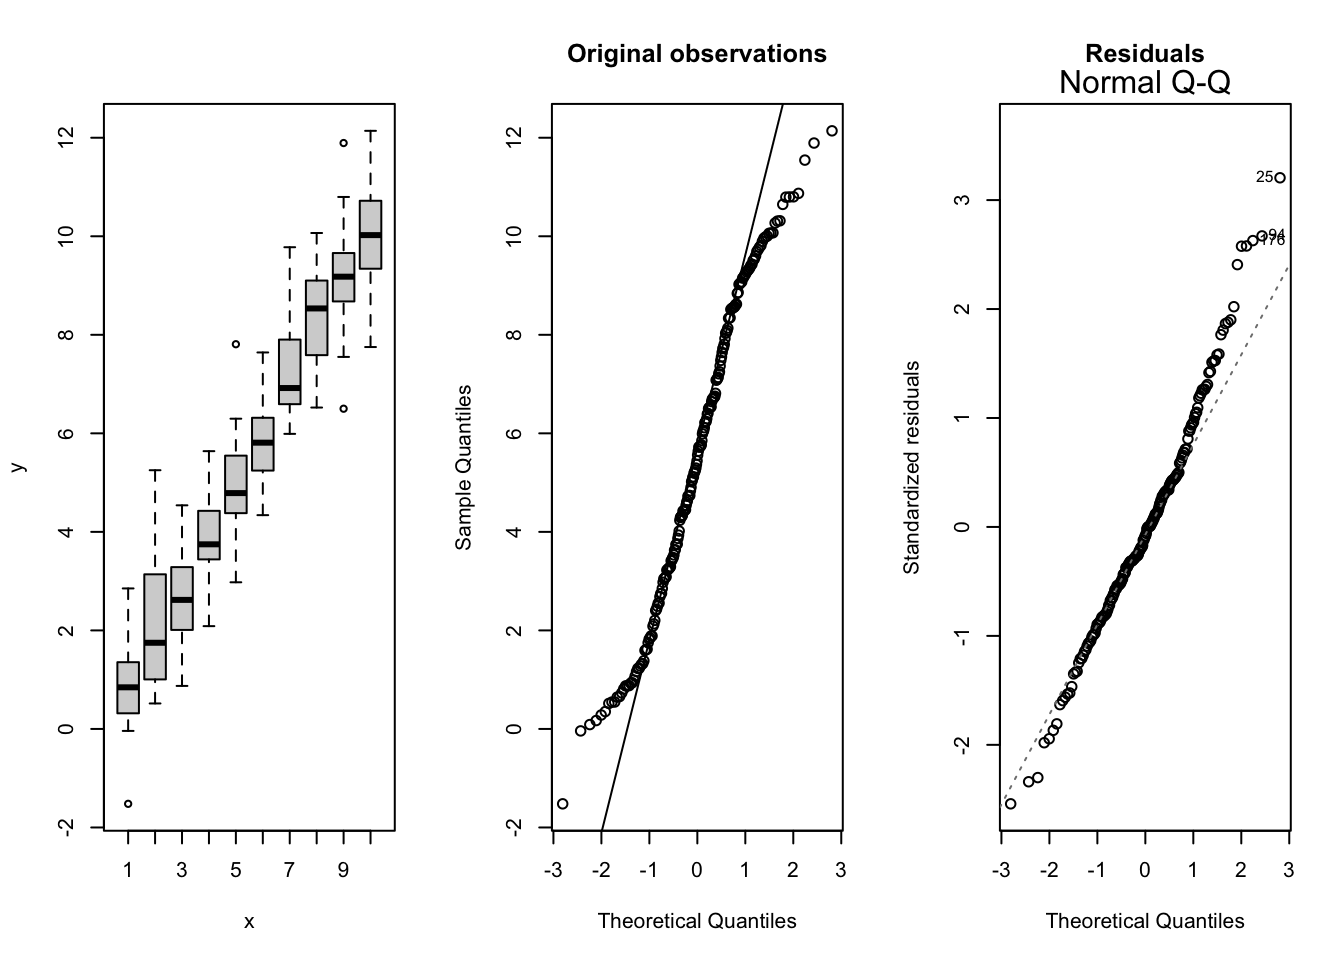 y
12
10
8
6
4
2
0
-2
1 3 5 7 9
x
Original observations
Sample Quantiles
12
10
8
6
4
2
0
-2
-3 -2 -1 0 1 2 3
Theoretical Quantiles
Residuals
Normal Q-Q
Standardized residuals
3
2
1
0
-1
-2
25
94
176
-3 -2 -1 0 1 2 3
Theoretical Quantiles